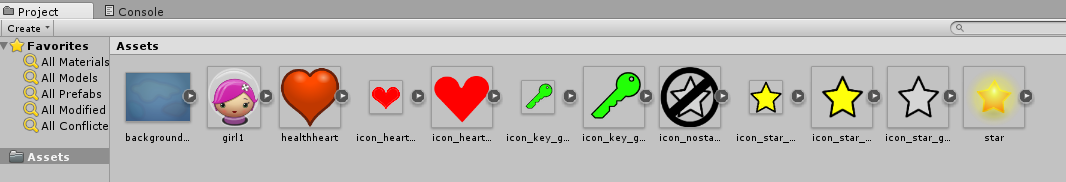 Project Console
Create
Favorites
All Materials
All Models
All Prefabs
All Modified
All Conflicte
Assets
Assets
background... girl1 healthheart icon_heart... icon_heart... icon_key_g... icon_key_g... icon_nosta... icon_star_... icon_star_... icon_star_g... star